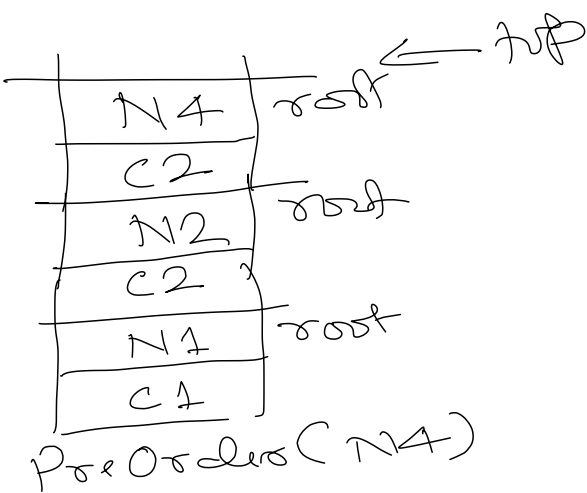 top
N4 root
C2
N2 root
C2
N1 root
C1
PreOrder(N4)